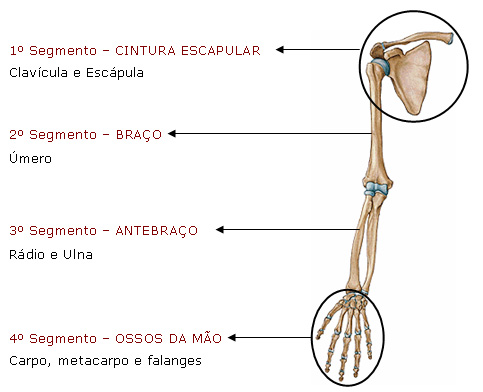 1º Segmento – CINTURA ESCAPULAR
Clavícula e Escápula
2º Segmento – BRAÇO
Úmero
3º Segmento – ANTEBRAÇO
Rádio e Ulna
4º Segmento – OSSOS DA MÃO
Carpo, metacarpo e falanges